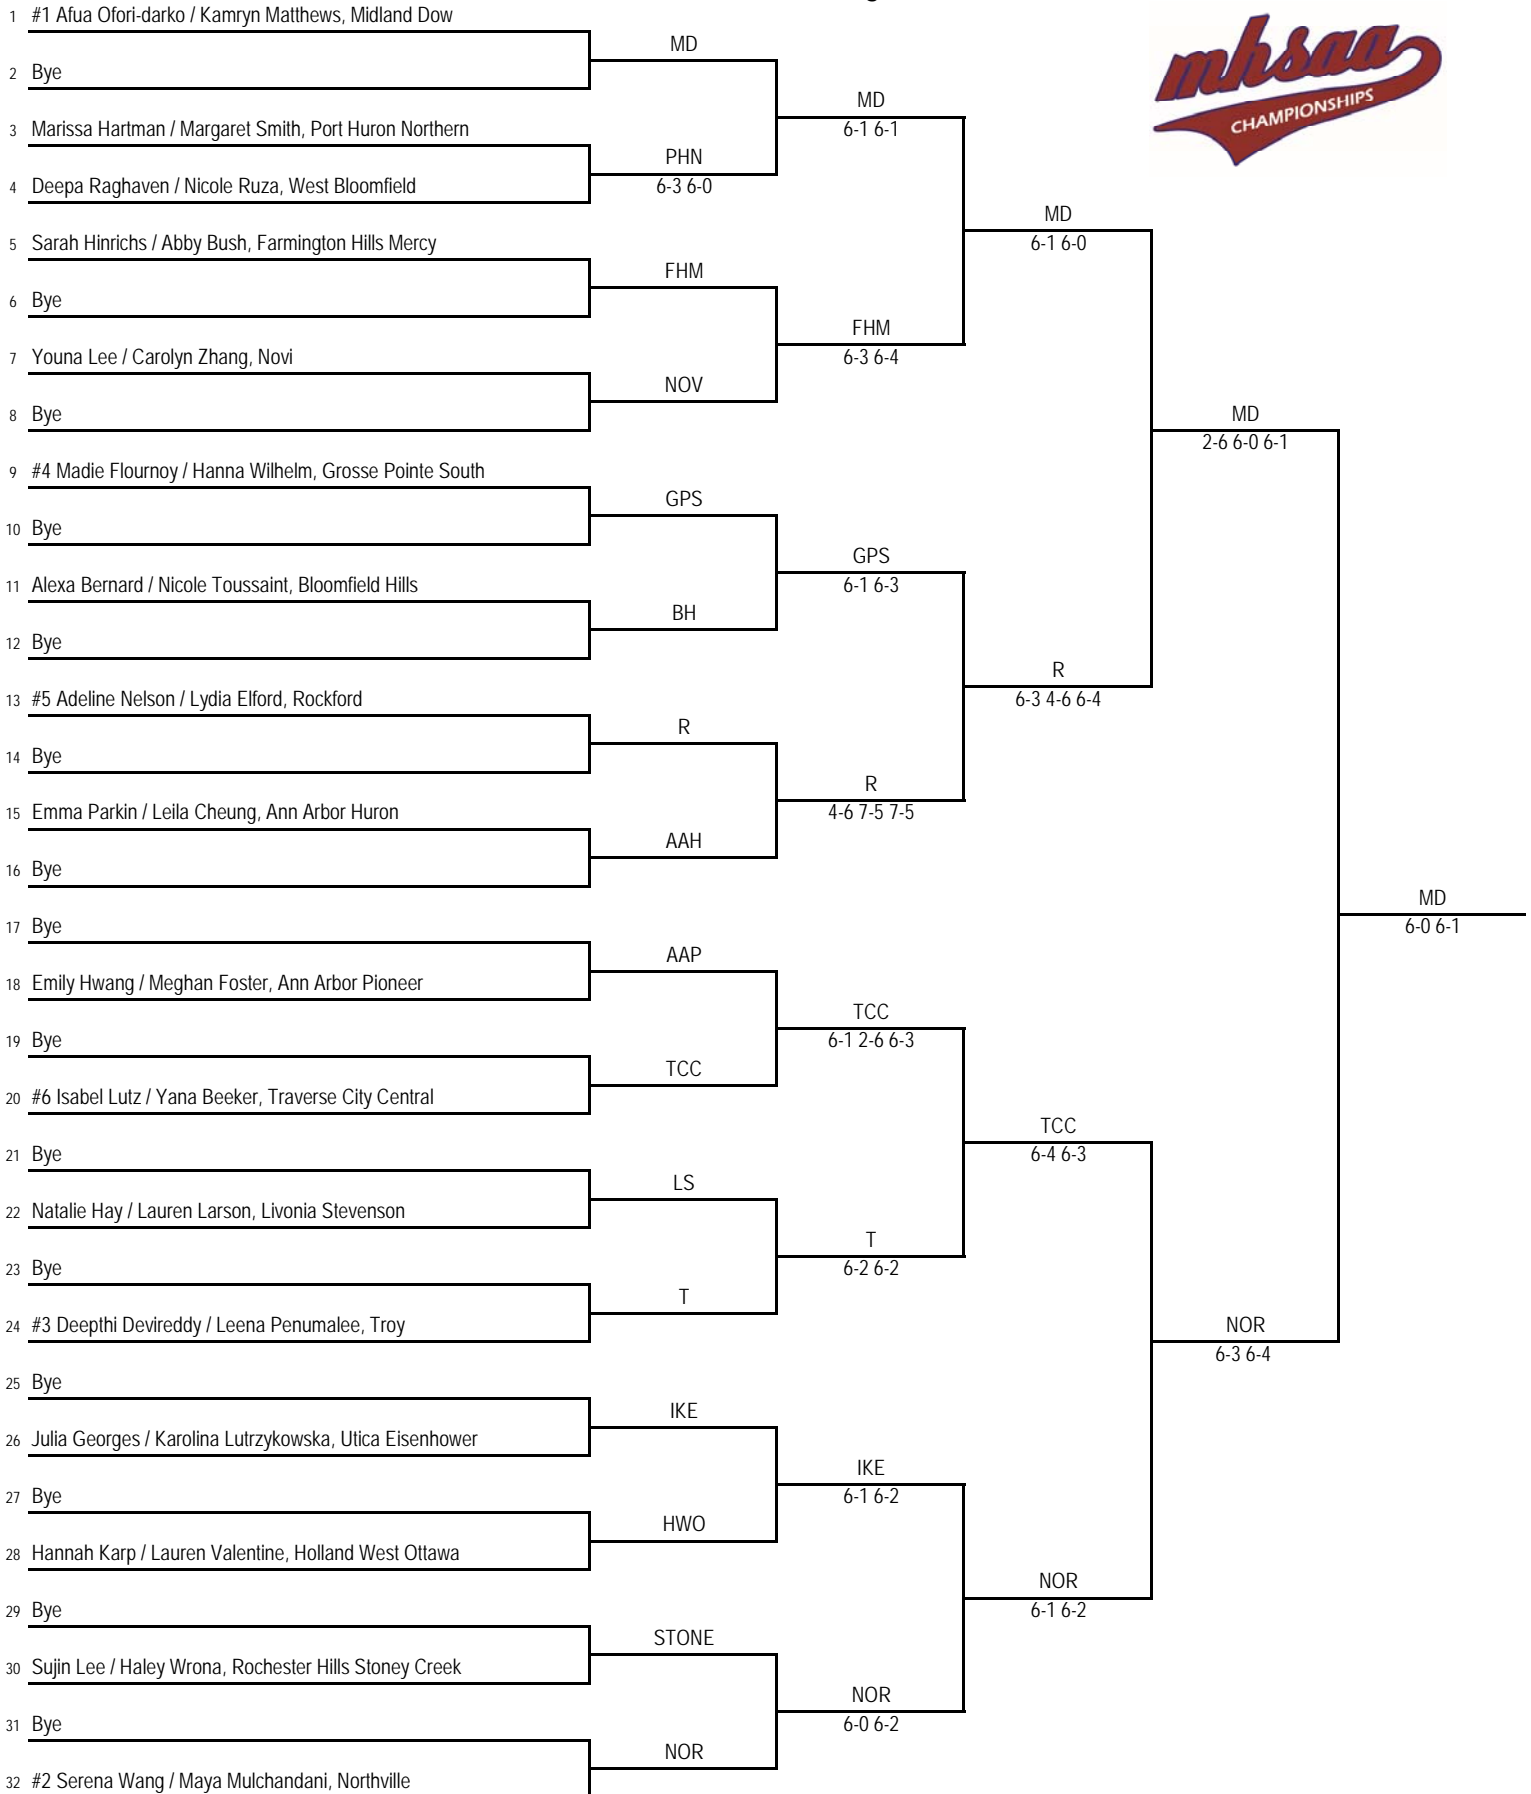 1 #1 Afua Ofori-darko / Kamryn Matthews, Midland Dow
MD
2 Bye
MD
6-1 6-1
3 Marissa Hartman / Margaret Smith, Port Huron Northern
PHN
6-3 6-0
4 Deepa Raghaven / Nicole Ruza, West Bloomfield
MD
6-1 6-0
5 Sarah Hinrichs / Abby Bush, Farmington Hills Mercy
FHM
6 Bye
FHM
6-3 6-4
7 Youna Lee / Carolyn Zhang, Novi
NOV
8 Bye
MD
2-6 6-0 6-1
9 #4 Madie Flournoy / Hanna Wilhelm, Grosse Pointe South
GPS
10 Bye
GPS
6-1 6-3
11 Alexa Bernard / Nicole Toussaint, Bloomfield Hills
BH
12 Bye
R
6-3 4-6 6-4
13 #5 Adeline Nelson / Lydia Elford, Rockford
R
14 Bye
R
4-6 7-5 7-5
15 Emma Parkin / Leila Cheung, Ann Arbor Huron
AAH
16 Bye
MD
6-0 6-1
17 Bye
AAP
18 Emily Hwang / Meghan Foster, Ann Arbor Pioneer
TCC
6-1 2-6 6-3
19 Bye
TCC
20 #6 Isabel Lutz / Yana Beeker, Traverse City Central
TCC
6-4 6-3
21 Bye
LS
22 Natalie Hay / Lauren Larson, Livonia Stevenson
T
6-2 6-2
23 Bye
T
24 #3 Deepthi Devireddy / Leena Penumalee, Troy
NOR
6-3 6-4
25 Bye
IKE
26 Julia Georges / Karolina Lutrzykowska, Utica Eisenhower
IKE
6-1 6-2
27 Bye
HWO
28 Hannah Karp / Lauren Valentine, Holland West Ottawa
NOR
6-1 6-2
29 Bye
STONE
30 Sujin Lee / Haley Wrona, Rochester Hills Stoney Creek
NOR
6-0 6-2
31 Bye
NOR
32 #2 Serena Wang / Maya Mulchandani, Northville
mhsaa
CHAMPIONSHIPS